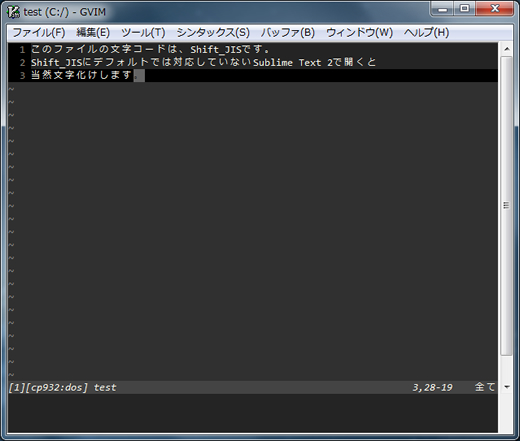 test (C:/) - GVIM
ファイル(F) 編集(E) ツール(T) シンタックス(S) バッファ(B) ウィンドウ(W) ヘルプ(H)
1 このファイルの文字コードは、Shift_JISです。
2 Shift_JISにデフォルトでは対応していないSublime Text 2で開くと
3 当然文字化けします。
[1][cp932:dos] test 3,28-19 全て